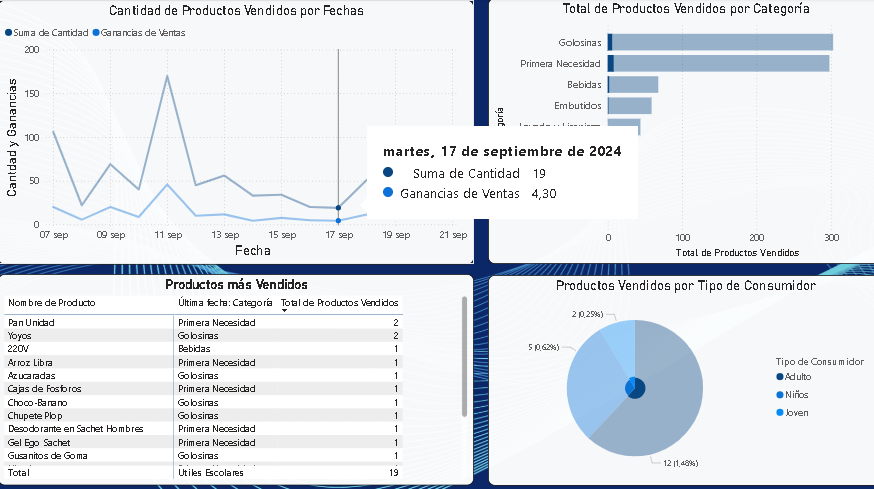 Cantidad de Productos Vendidos por Fechas
Suma de Cantidad Ganancias de Ventas
Cantidad y Ganancias
200
150
100
50
0
07 sep 09 sep 11 sep 13 sep 15 sep 17 sep 19 sep 21 sep
Fecha
Total de Productos Vendidos por Categoría
Golosinas
Primera Necesidad
Bebidas
Embutidos
0 100 200 300
Total de Productos Vendidos
martes, 17 de septiembre de 2024
Suma de Cantidad 19
Ganancias de Ventas 4,30
Productos más Vendidos
Nombre de Producto Última fecha: Categoría Total de Productos Vendidos
Pan Unidad Primera Necesidad 2
Yoyos Golosinas 2
220V Bebidas 1
Arroz Libra Primera Necesidad 1
Azucaradas Golosinas 1
Cajas de Fosforos Primera Necesidad 1
Choco-Banano Golosinas 1
Chupete Plop Golosinas 1
Desodorante en Sachet Hombres Primera Necesidad 1
Gel Ego Sachet Primera Necesidad 1
Gusanitos de Goma Golosinas 1
Total Utiles Escolares 19
Productos Vendidos por Tipo de Consumidor
2 (0,25%)
5 (0,62%)
12 (1,48%)
Tipo de Consumidor
Adulto
Niños
Joven